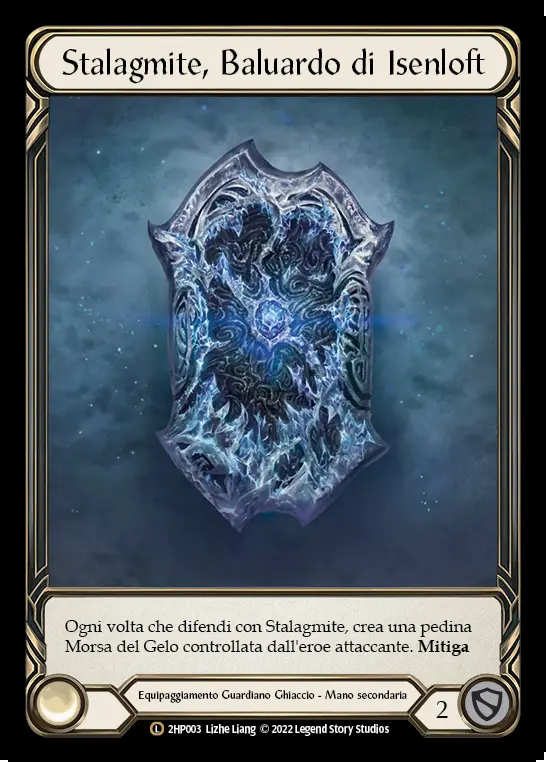 Stalagmite, Baluardo di Isenloft
Ogni volta che difendi con Stalagmite, crea una pedina
Morsa del Gelo controllata dall'eroe attaccante. Mitiga
Equipaggiamento Guardiano Ghiaccio - Mano secondaria
2
L 2HP003 Lizhe Liang © 2022 Legend Story Studios